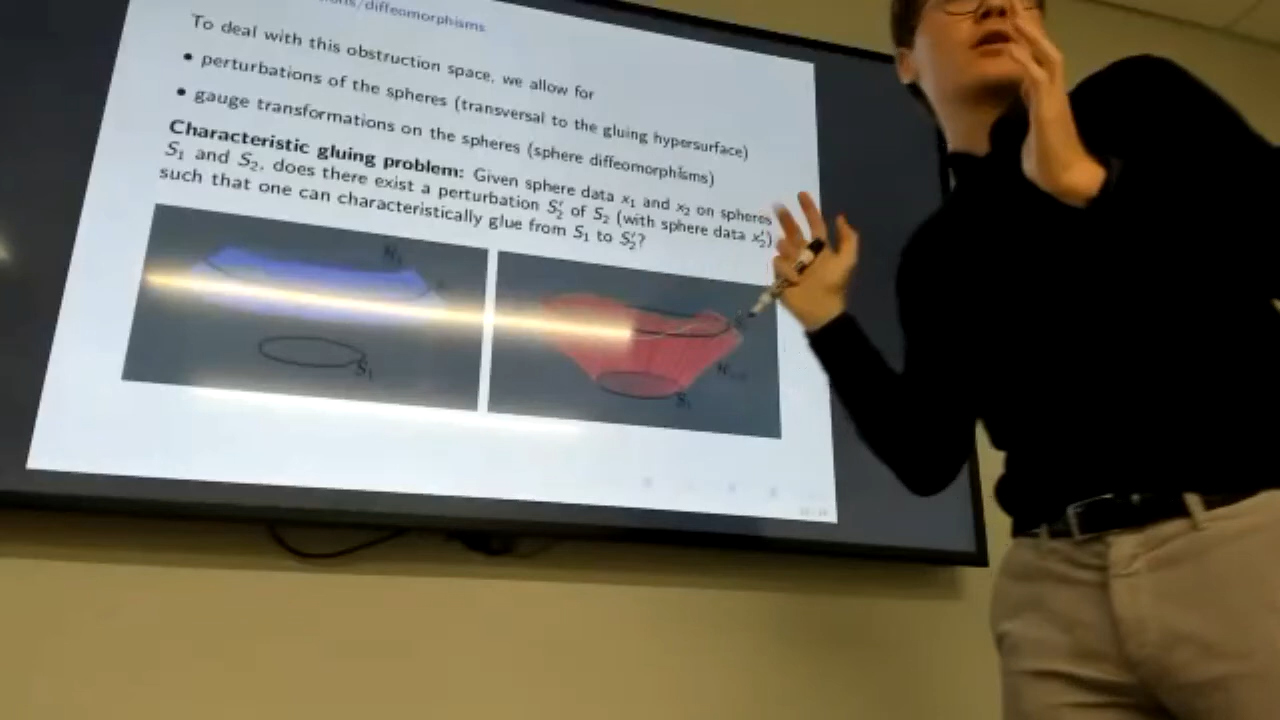 /diffeomorphisms
To deal with this obstruction space, we allow for
• perturbations of the spheres (transversal to the gluing hypersurface)
• gauge transformations on the spheres (sphere diffeomorphisms)
Characteristic gluing problem: Given sphere data x₁ and x₂ on spheres
S₁ and S₂, does there exist a perturbation S₂′ of S₂ (with sphere data x₂′)
such that one can characteristically glue from S₁ to S₂′?
S₁
S₁